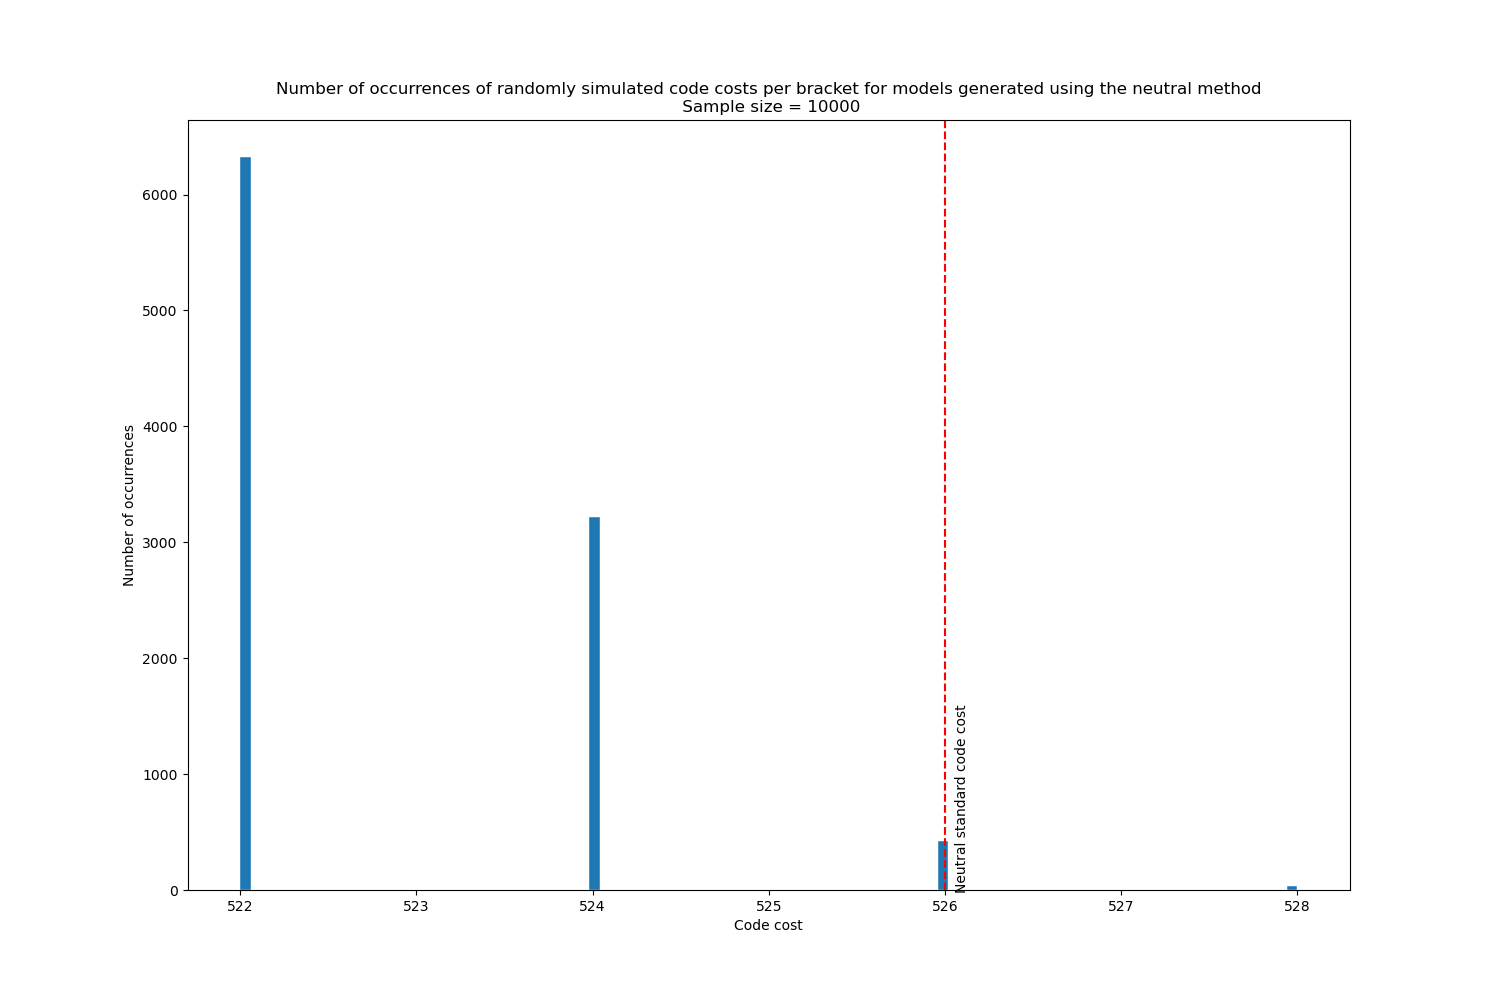 Number of occurrences of randomly simulated code costs per bracket for models generated using the neutral method
Sample size = 10000
Number of occurrences
6000
5000
4000
3000
2000
1000
0
Neutral standard code cost
522
523
524
525
526
527
528
Code cost